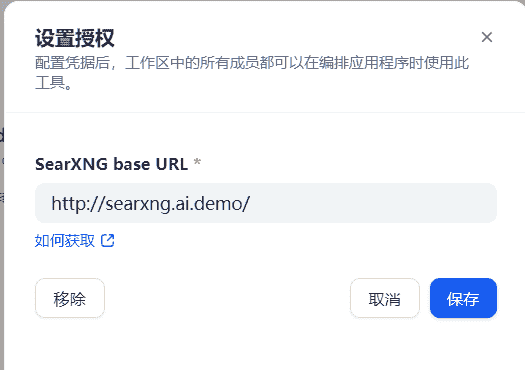 设置授权
配置凭据后，工作区中的所有成员都可以在编排应用程序时使用此
工具。
SearXNG base URL *
http://searxng.ai.demo/
如何获取
移除 取消 保存